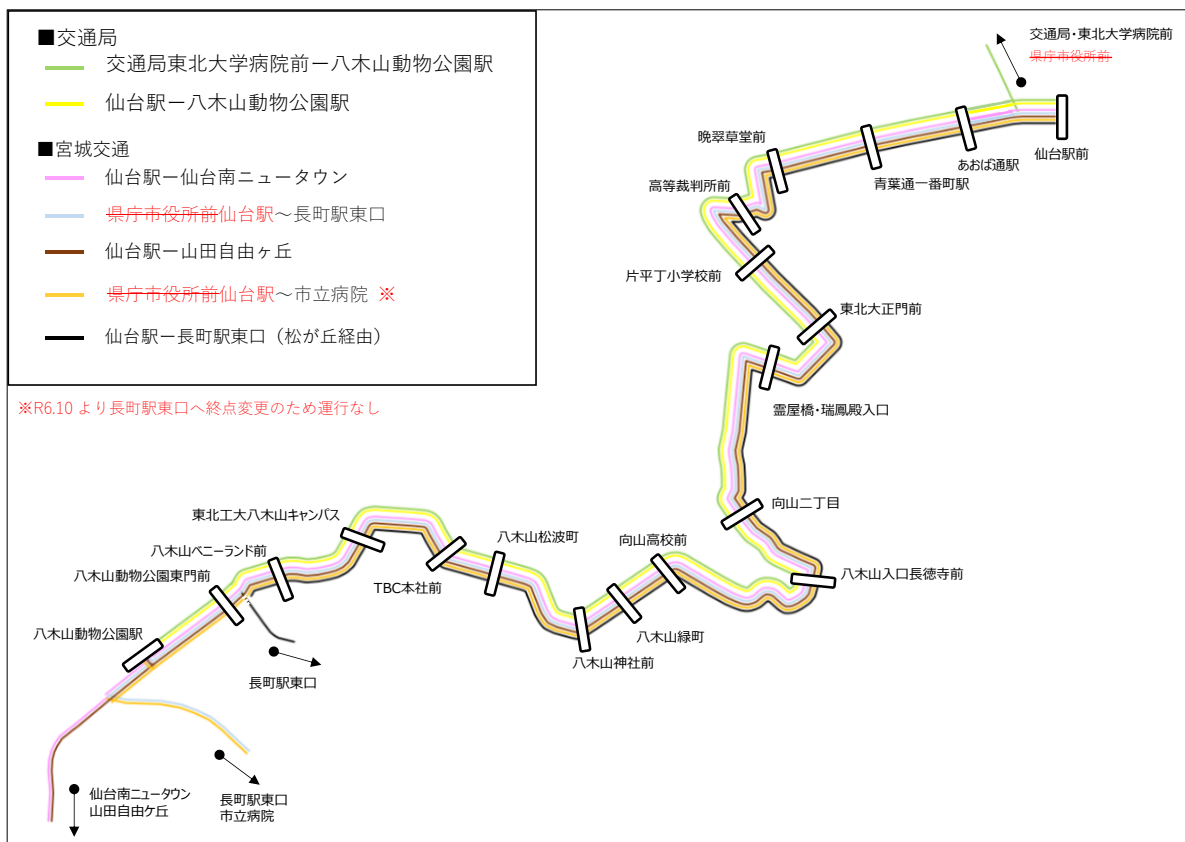 ■交通局
交通局東北大学病院前ー八木山動物公園駅
仙台駅ー八木山動物公園駅
■宮城交通
仙台駅ー仙台南ニュータウン
県庁市役所前仙台駅～長町駅東口
仙台駅ー山田自由ヶ丘
県庁市役所前仙台駅～市立病院 ※
仙台駅ー長町駅東口（松が丘経由）
※R6.10 より長町駅東口へ終点変更のため運行なし
交通局・東北大学病院前
県庁市役所前
仙台駅前
あおば通駅
青葉通一番町駅
晩翠草堂前
高等裁判所前
片平丁小学校前
東北大正門前
霊屋橋・瑞鳳殿入口
向山二丁目
八木山入口長徳寺前
向山高校前
八木山緑町
八木山神社前
八木山松波町
TBC本社前
東北工大八木山キャンパス
八木山ベニーランド前
八木山動物公園東門前
八木山動物公園駅
長町駅東口
長町駅東口
市立病院
仙台南ニュータウン
山田自由ケ丘